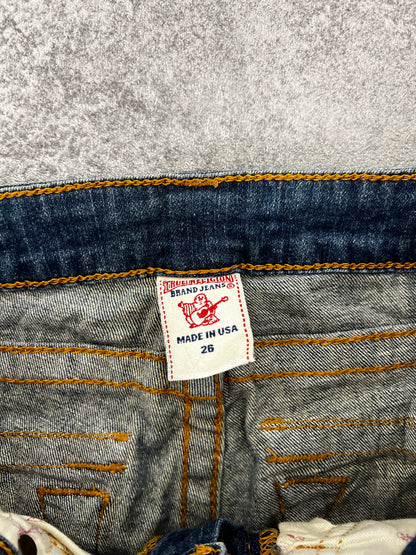 TRUE RELIGION
BRAND JEANS®
MADE IN USA
26